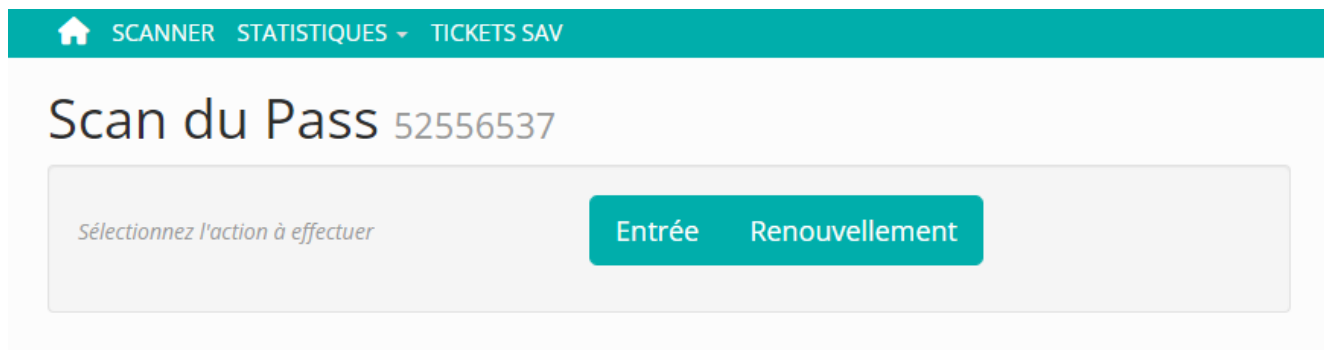 SCANNER STATISTIQUES TICKETS SAV
Scan du Pass 52556537
Sélectionnez l'action à effectuer Entrée Renouvellement